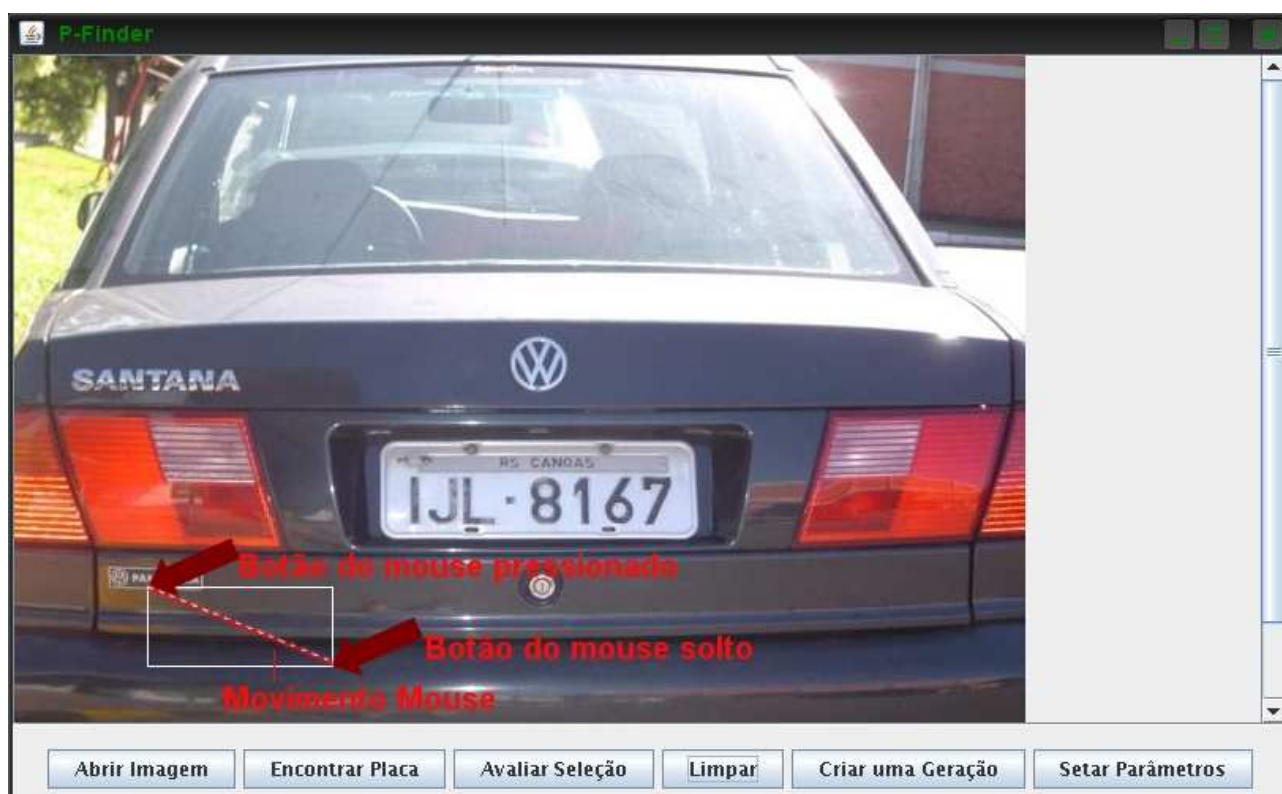 P-Finder
SANTANA
RS CANOAS
IJL·8167
Botão do mouse pressionado
Botão do mouse solto
Movimento Mouse
Abrir Imagem Encontrar Placa Avaliar Seleção Limpar Criar uma Geração Setar Parâmetros